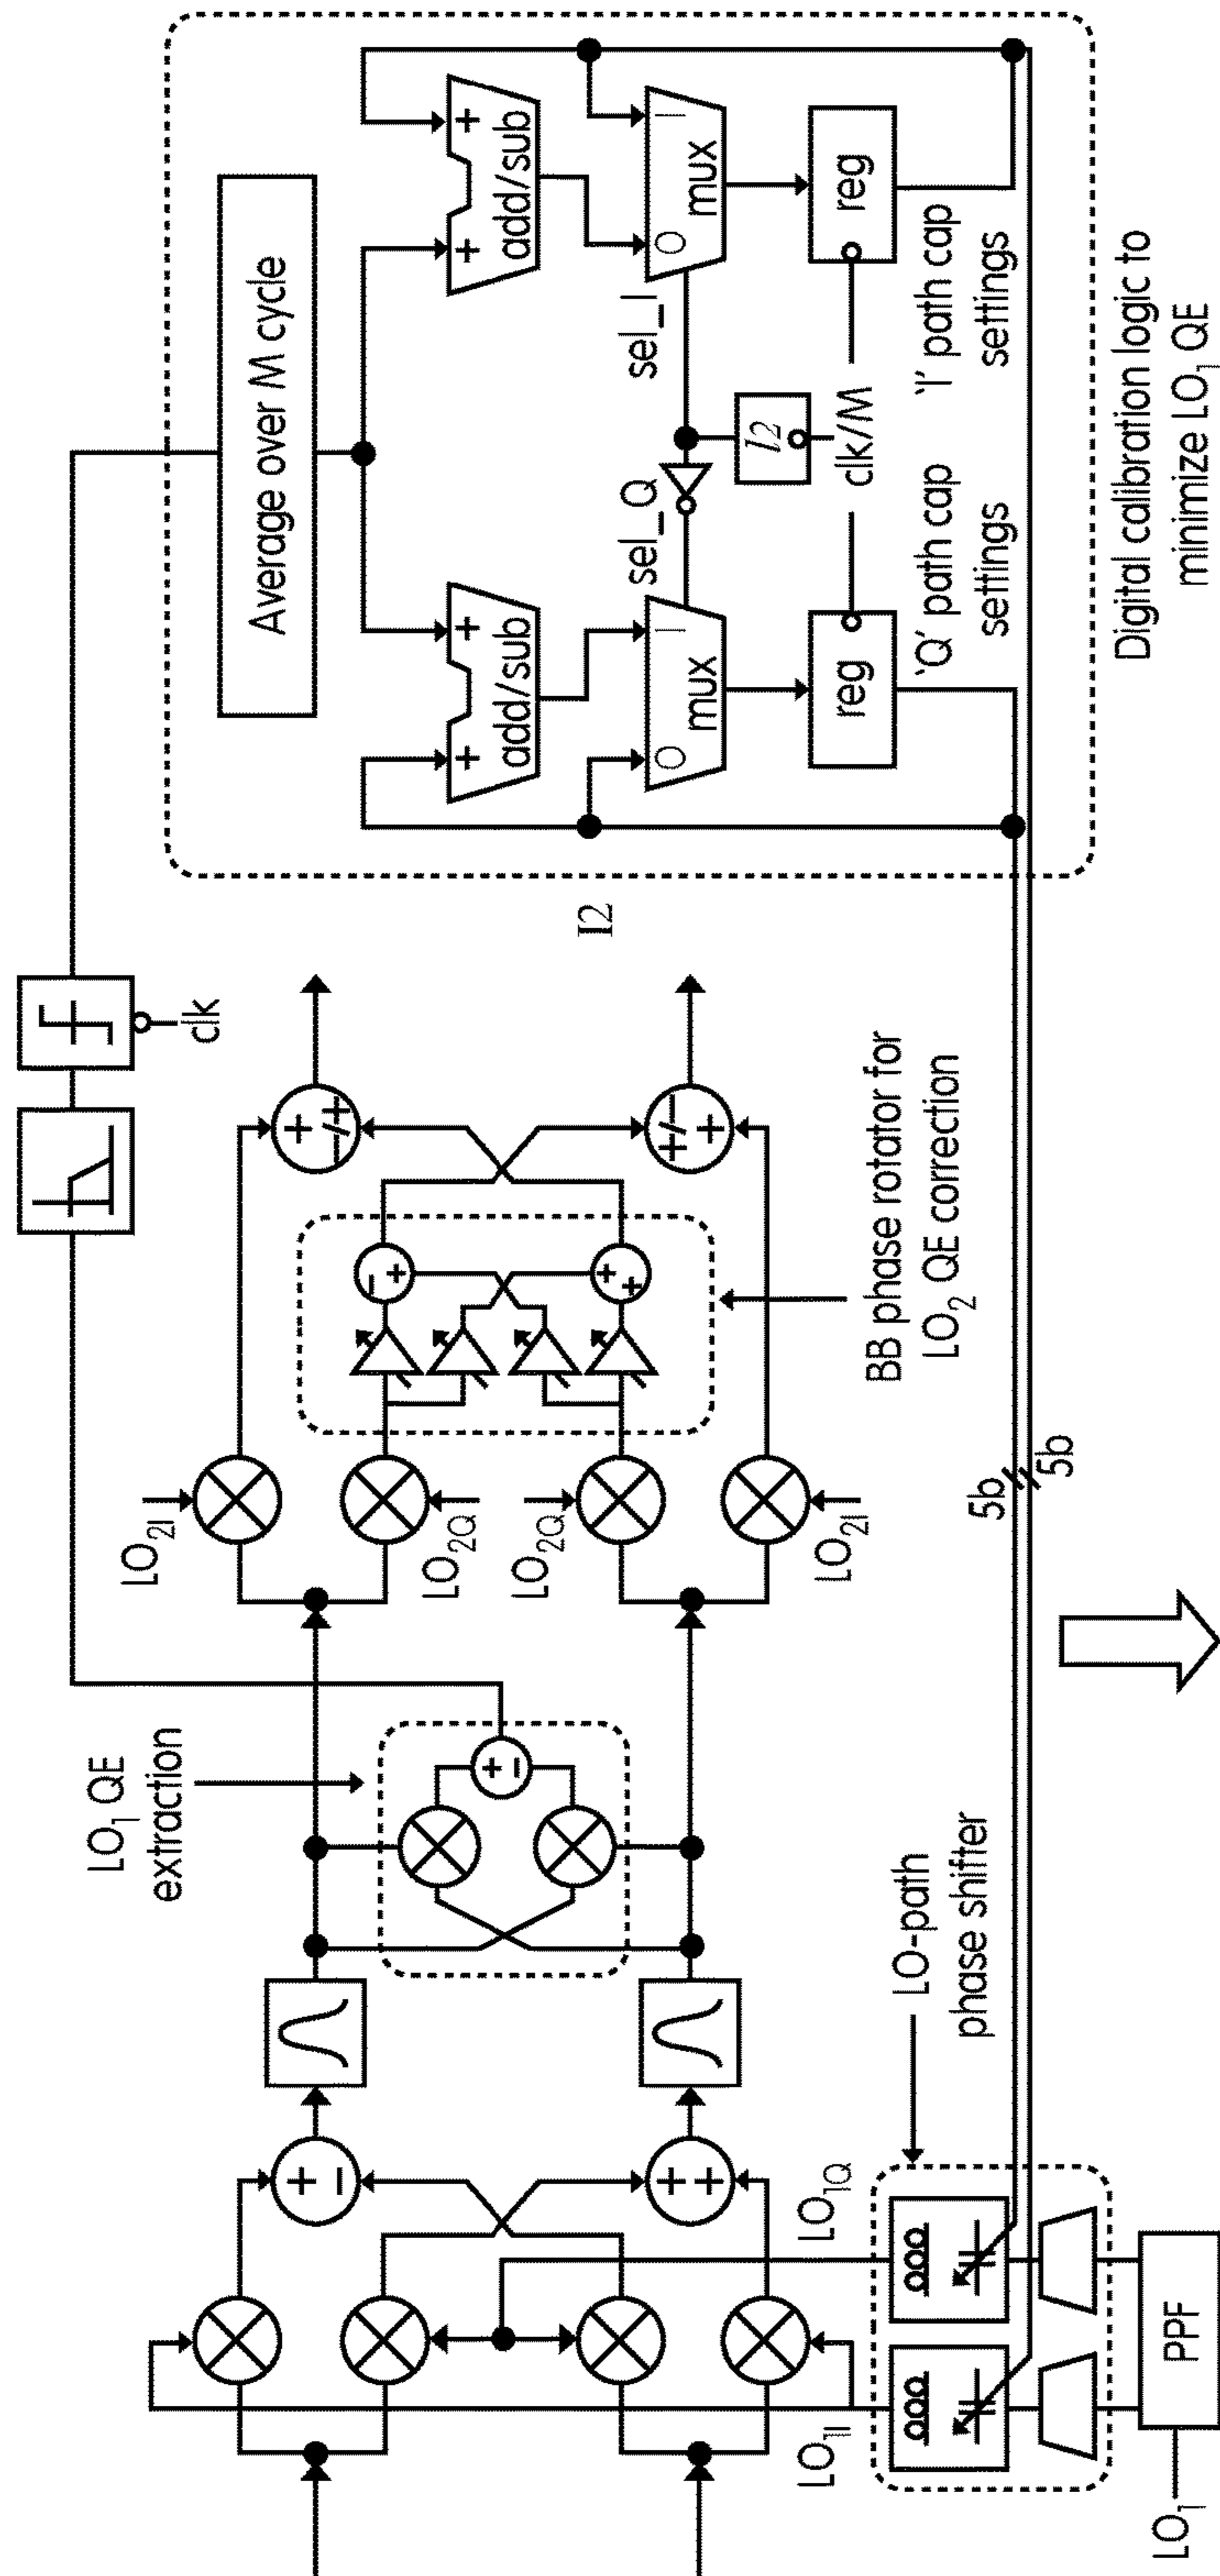 LO1 QE
extraction
clk
Average over M cycle
+
+
add/sub
+
+
add/sub
O
I
mux
O
I
mux
sel_Q
sel_I
I2
reg
reg
clk/M
'Q' path cap
settings
'I' path cap
settings
Digital calibration logic to
minimize LO1 QE
I2
LO2I
LO2Q
LO2Q
LO2I
+
−
+
+
−
+
+
+
+
−
−
+
+
+
+
+/−
+/−
+
BB phase rotator for
LO2 QE correction
5b
5b
LO-path
phase shifter
LO1I
LO1Q
PPF
LO1